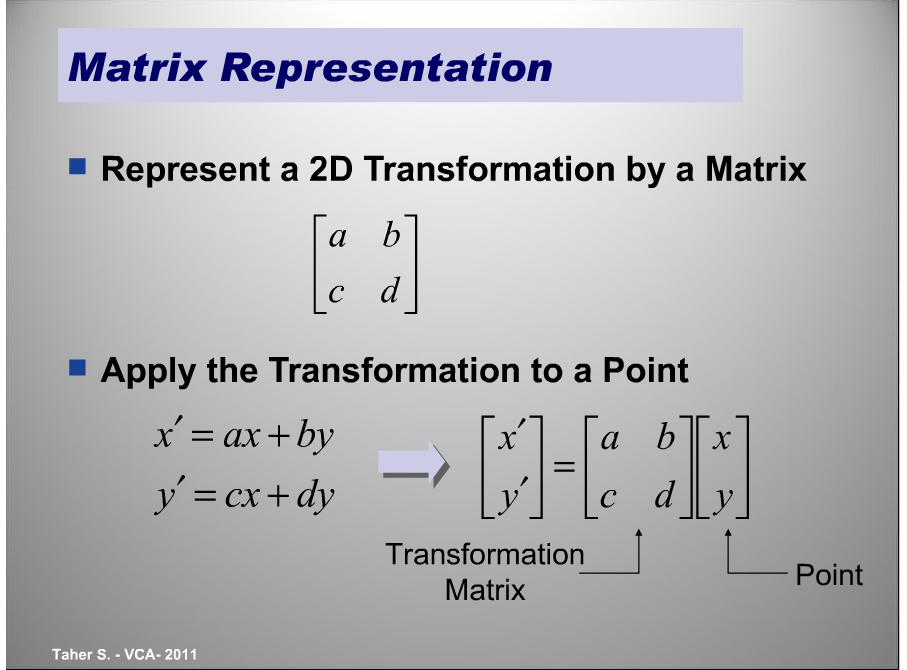 Matrix Representation
Represent a 2D Transformation by a Matrix
[a b
c d]
Apply the Transformation to a Point
x′ = ax + by
y′ = cx + dy
[x′ y′] = [a b c d] [x y]
Transformation
Matrix
Point
Taher S. - VCA- 2011